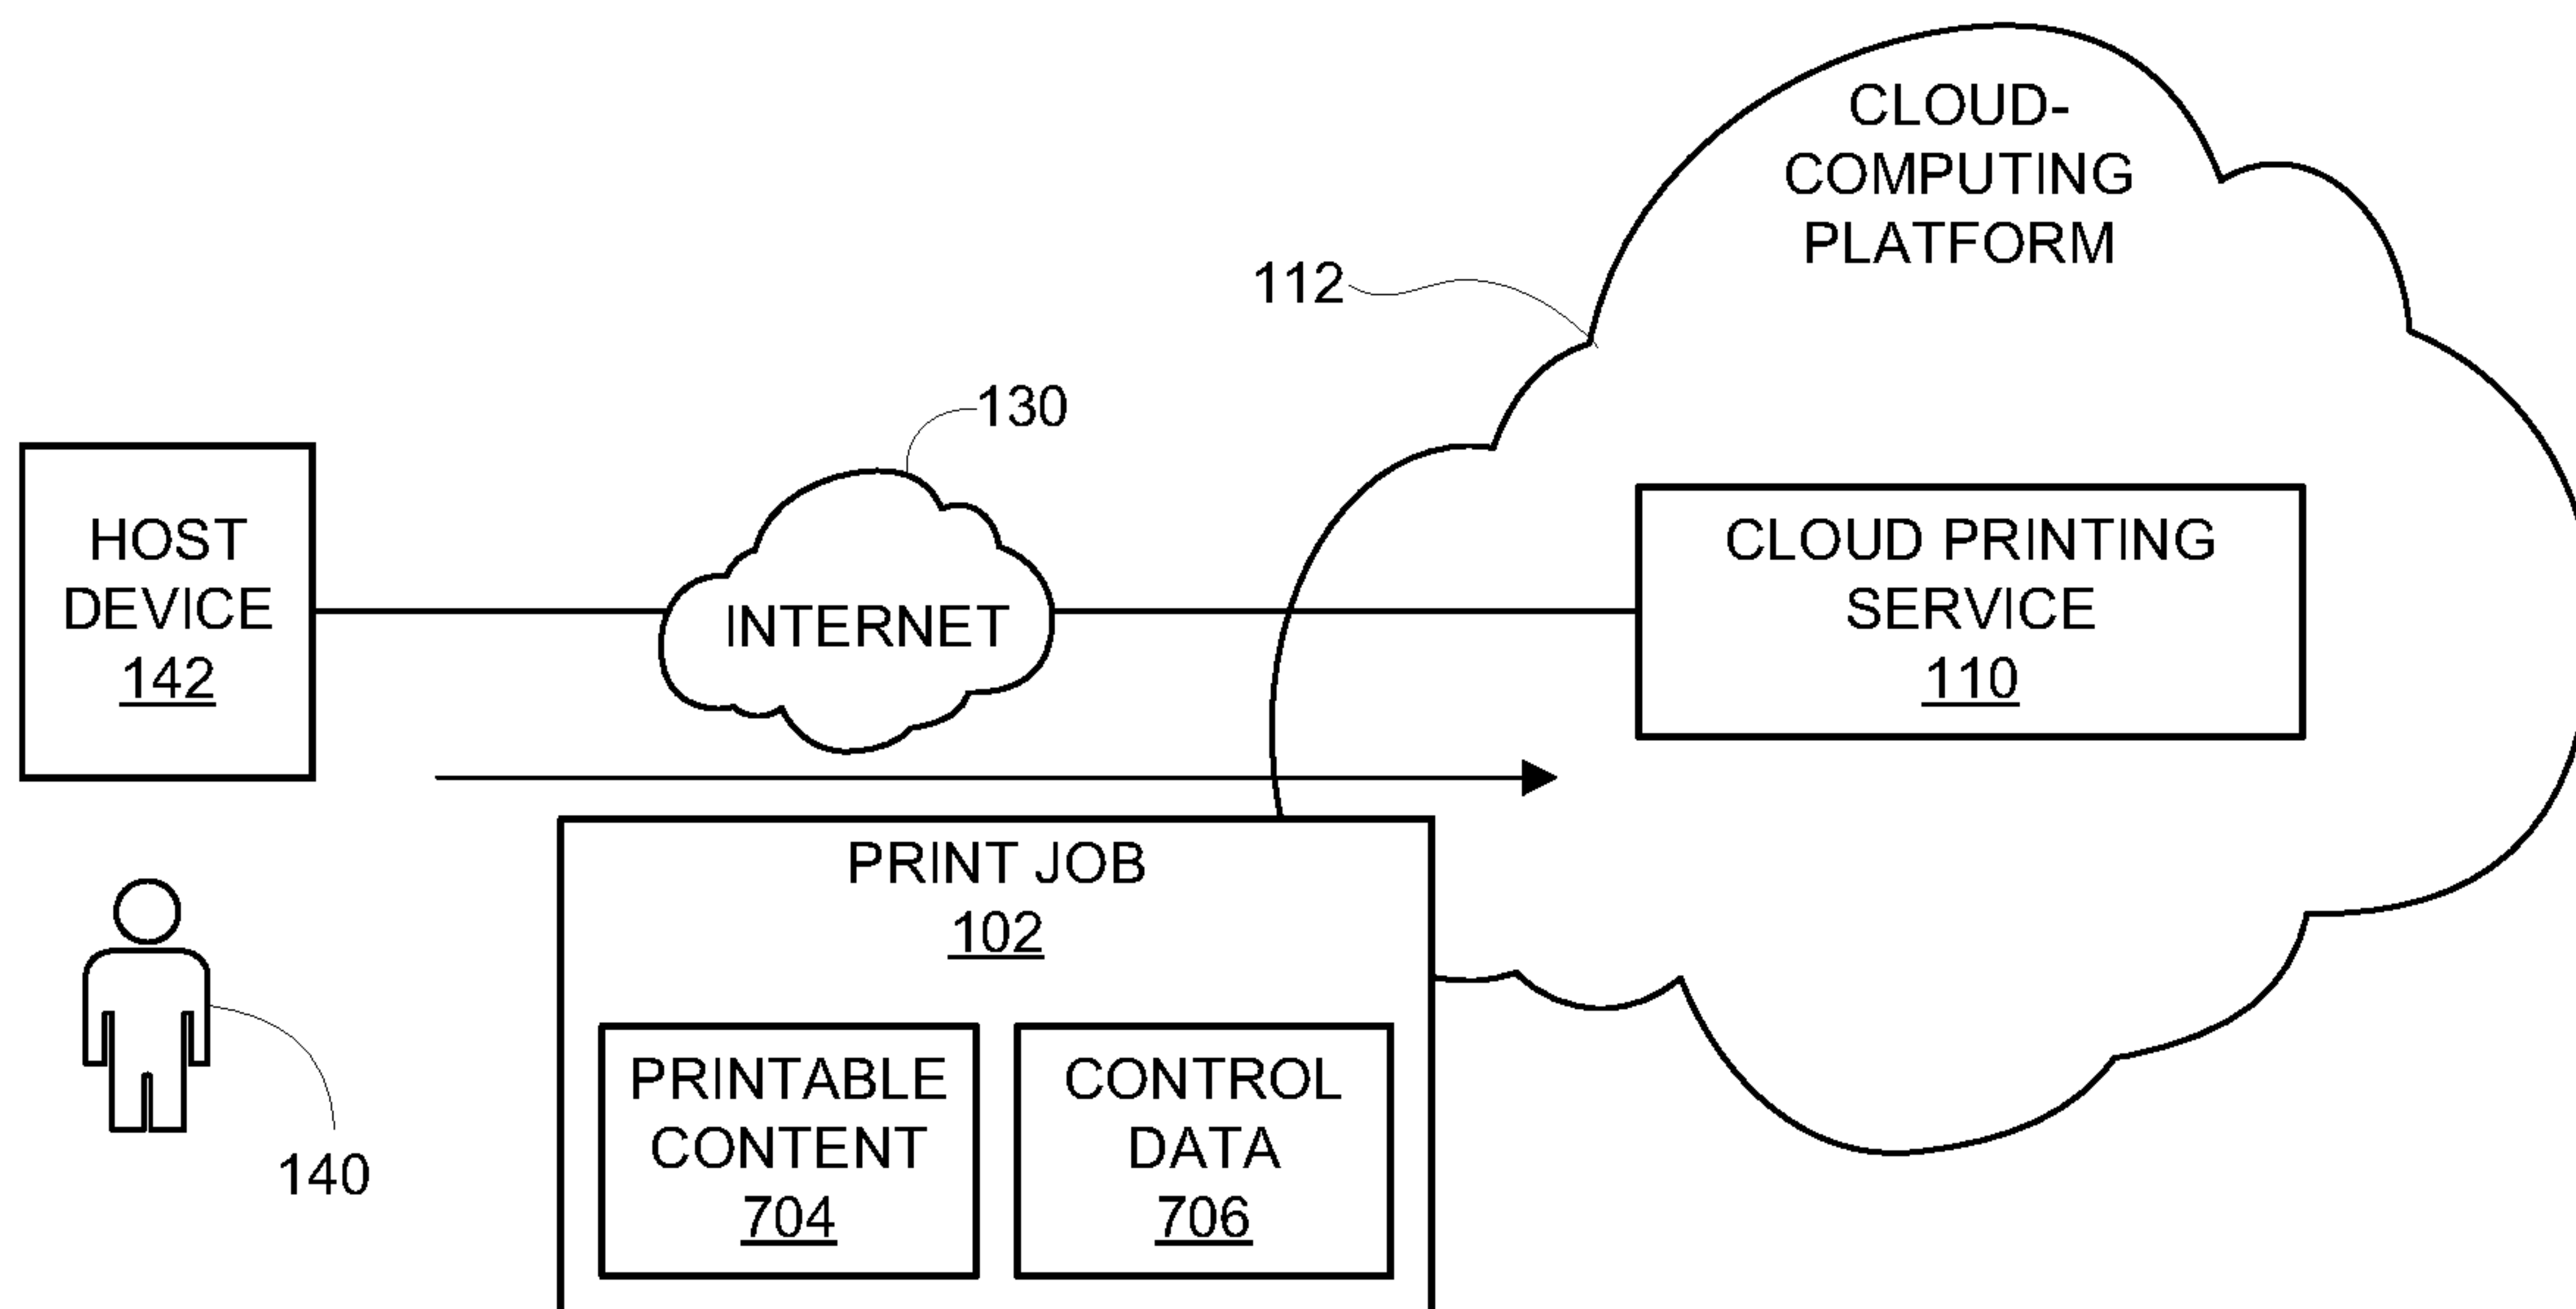 CLOUD-
COMPUTING
PLATFORM
112
130
HOST
DEVICE
142
INTERNET
CLOUD PRINTING
SERVICE
110
PRINT JOB
102
PRINTABLE
CONTENT
704
CONTROL
DATA
706
140